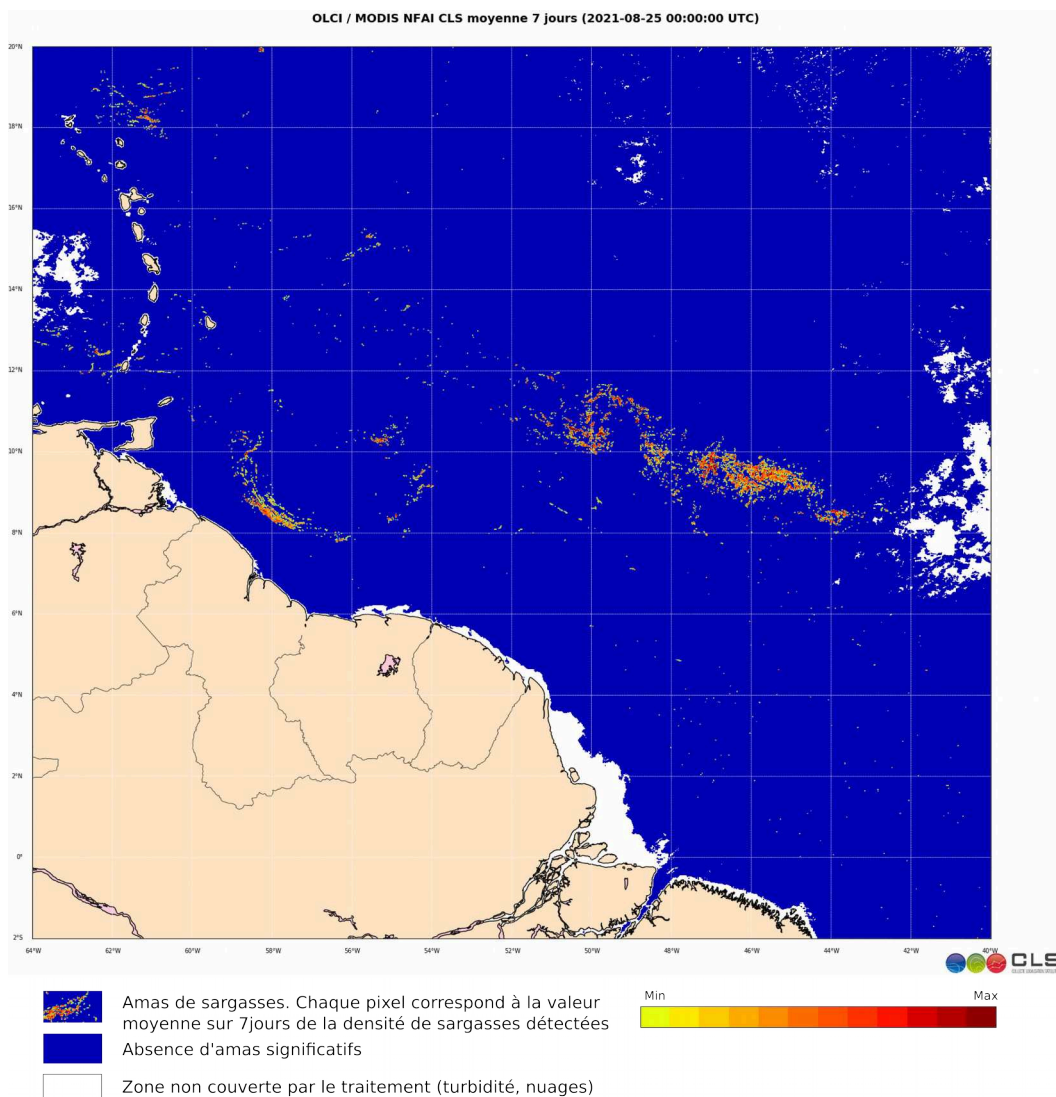 OLCI / MODIS NFAI CLS moyenne 7 jours (2021-08-25 00:00:00 UTC)
20°N
18°N
16°N
14°N
12°N
10°N
8°N
6°N
4°N
2°N
0°
2°S
64°W 62°W 60°W 58°W 56°W 54°W 52°W 50°W 48°W 46°W 44°W 42°W 40°W
CLS
Amas de sargasses. Chaque pixel correspond à la valeur
moyenne sur 7jours de la densité de sargasses détectées
Min Max
Absence d'amas significatifs
Zone non couverte par le traitement (turbidité, nuages)